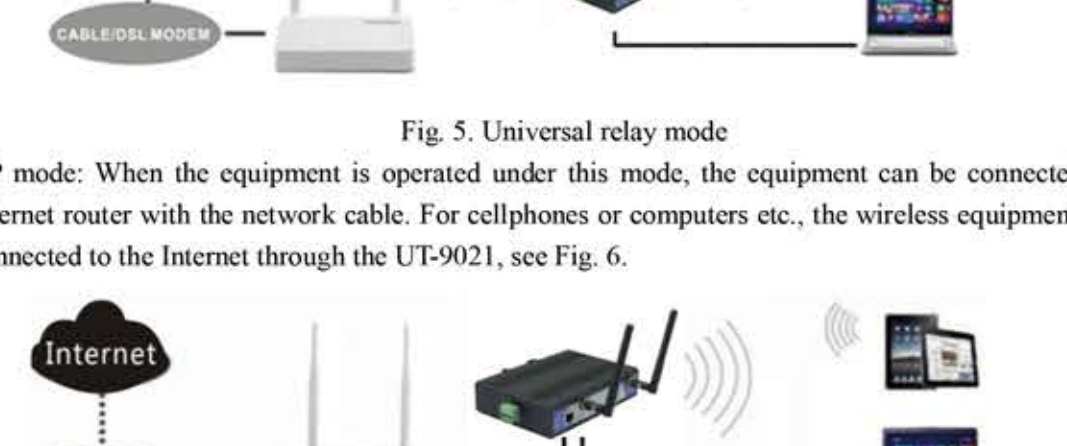 CABLE/DSL MODEM
Fig. 5. Universal relay mode
mode: When the equipment is operated under this mode, the equipment can be connecte
ernet router with the network cable. For cellphones or computers etc., the wireless equipmen
nnected to the Internet through the UT-9021, see Fig. 6.
Internet